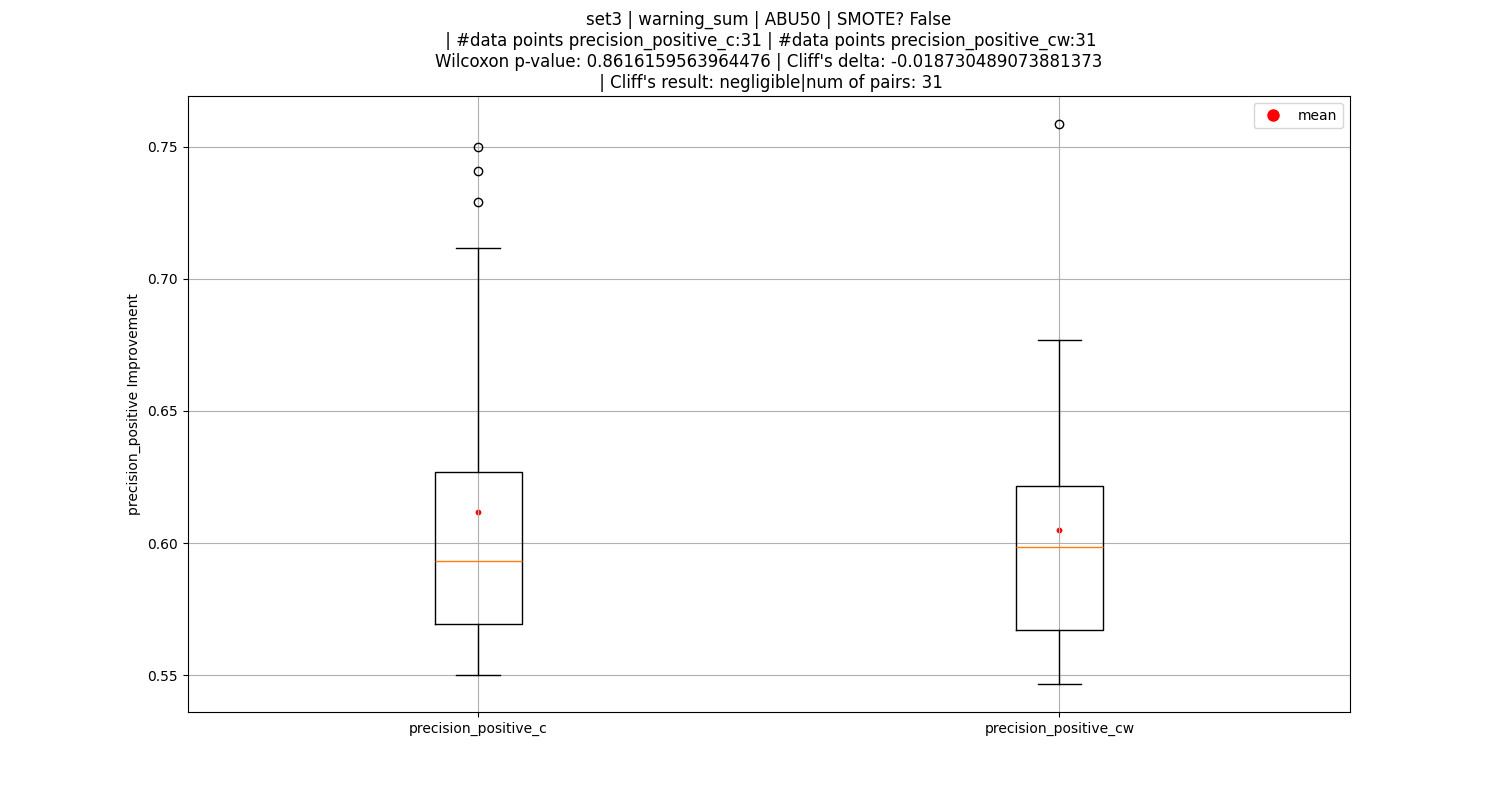 set3 | warning_sum | ABU50 | SMOTE? False
| #data points precision_positive_c:31 | #data points precision_positive_cw:31
Wilcoxon p-value: 0.8616159563964476 | Cliff's delta: -0.018730489073881373
| Cliff's result: negligible|num of pairs: 31
mean
0.75
0.70
0.65
0.60
0.55
precision_positive Improvement
precision_positive_c
precision_positive_cw